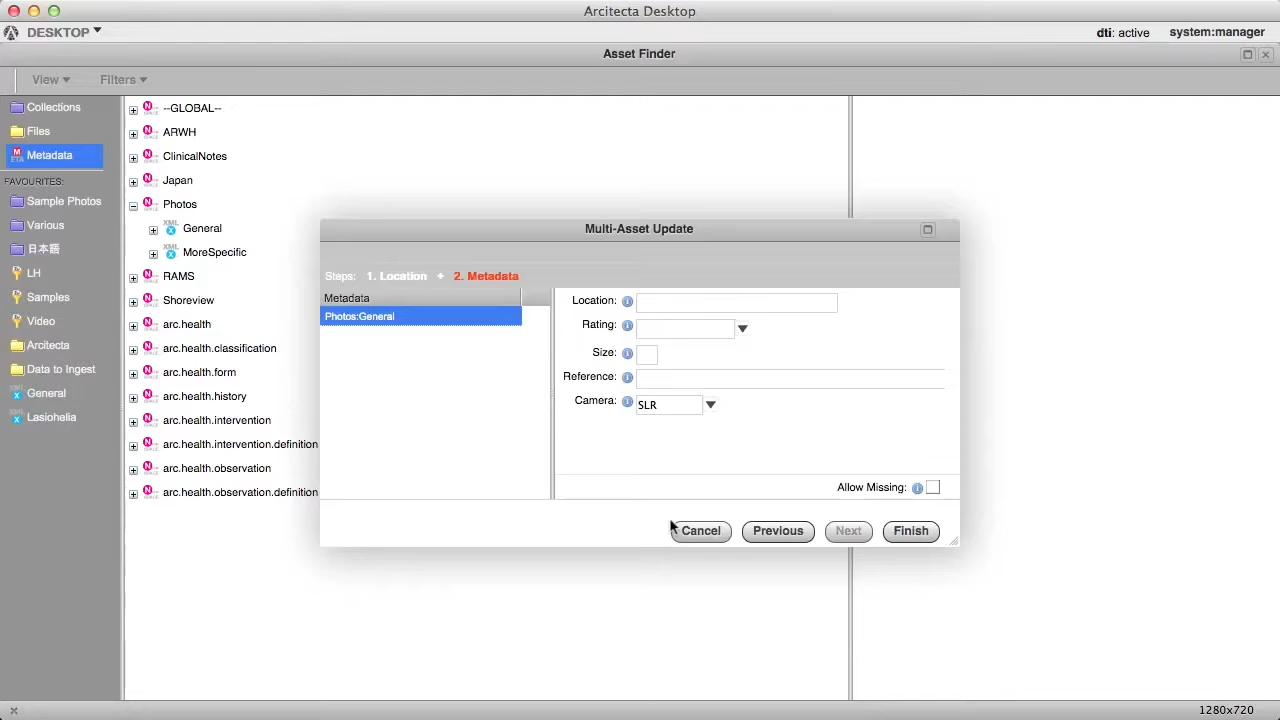 Arcitecta Desktop
DESKTOP
dti: active
system:manager
Asset Finder
View
Filters
Collections
Files
Metadata
FAVOURITES:
Sample Photos
Various
日本語
LH
Samples
Video
Arcitecta
Data to Ingest
General
Lasiohelia
--GLOBAL--
ARWH
ClinicalNotes
Japan
Photos
General
MoreSpecific
RAMS
Shoreview
arc.health
arc.health.classification
arc.health.form
arc.health.history
arc.health.intervention
arc.health.intervention.definition
arc.health.observation
arc.health.observation.definition
Multi-Asset Update
Steps: 1. Location + 2. Metadata
Metadata
Photos:General
Location:
Rating:
Size:
Reference:
Camera: SLR
Allow Missing:
Cancel
Previous
Next
Finish
1280x720